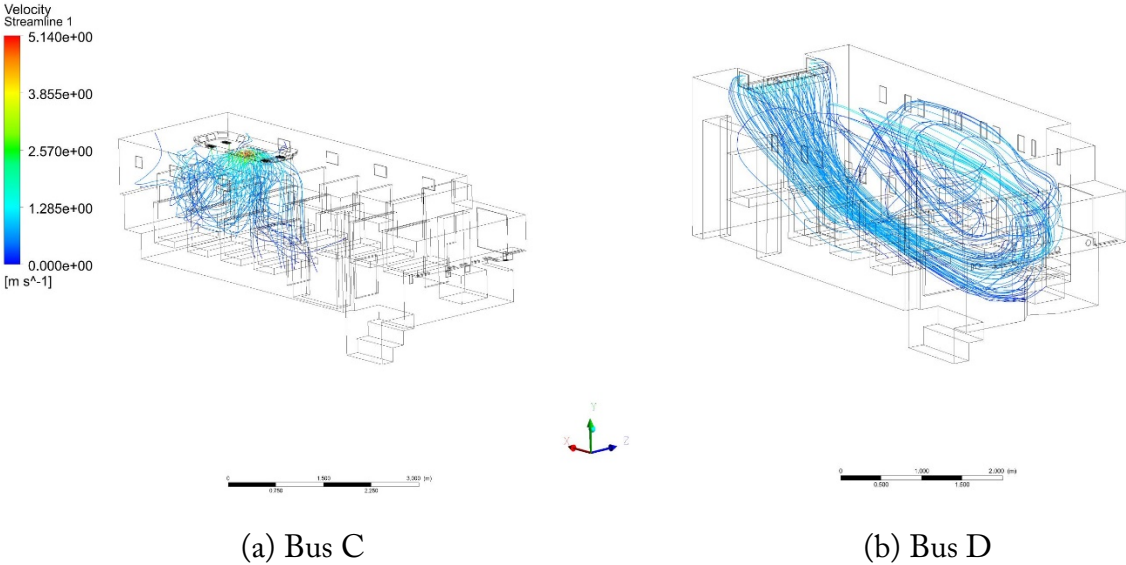 Velocity
Streamline 1
5.140e+00
3.855e+00
2.570e+00
1.285e+00
0.000e+00
[m s^-1]
Y
X
Z
0 1.500 3.000 (m)
0.750 2.250
0 1.000 2.000 (m)
0.500 1.500
(a) Bus C
(b) Bus D